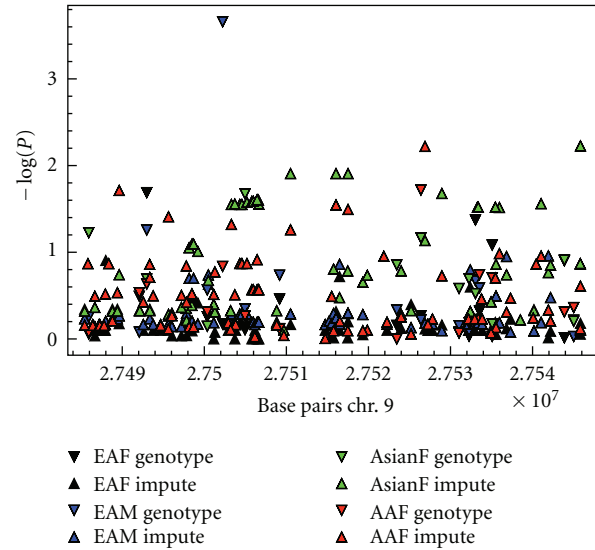 3
2
1
0
− log(P)
2.749 2.75 2.751 2.752 2.753 2.754
× 10⁷
Base pairs chr. 9
EAF genotype
EAF impute
EAM genotype
EAM impute
AsianF genotype
AsianF impute
AAF genotype
AAF impute